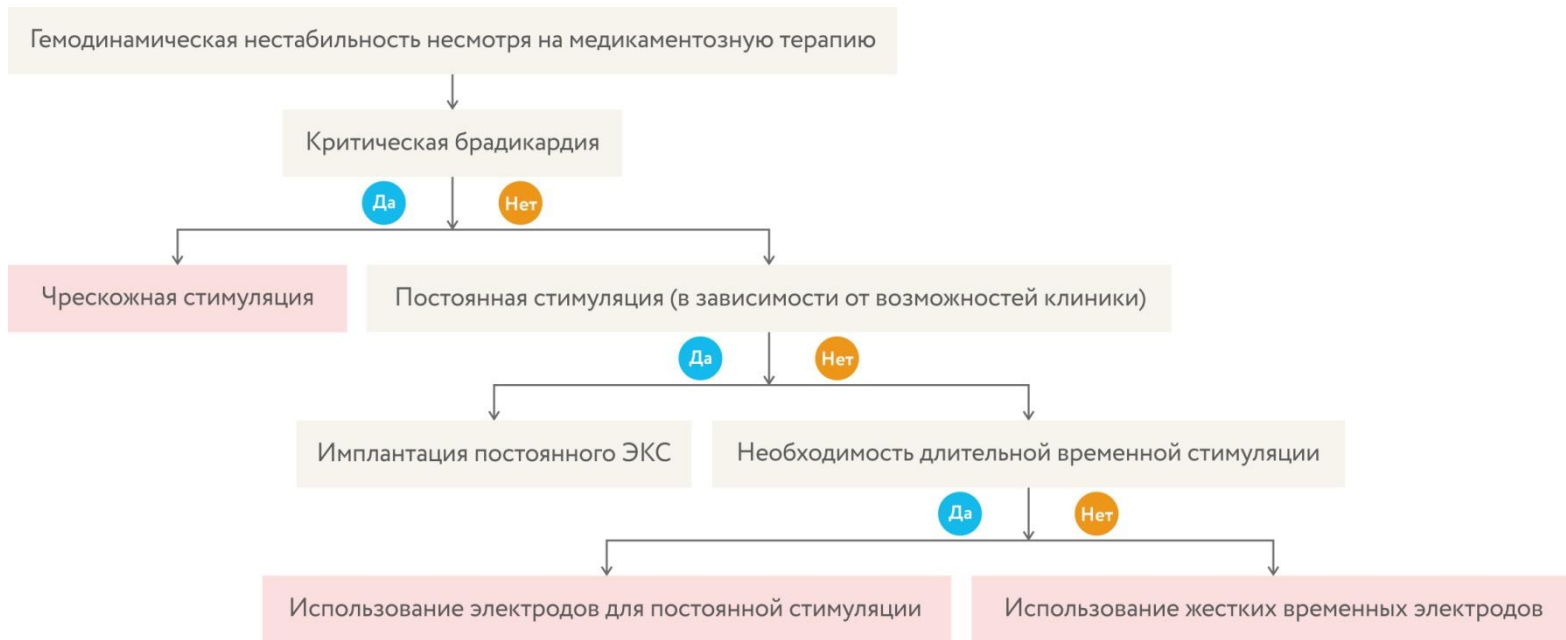 Гемодинамическая нестабильность несмотря на медикаментозную терапию
Критическая брадикардия
Да
Нет
Чрескожная стимуляция
Постоянная стимуляция (в зависимости от возможностей клиники)
Да
Нет
Имплантация постоянного ЭКС
Необходимость длительной временной стимуляции
Да
Нет
Использование электродов для постоянной стимуляции
Использование жестких временных электродов